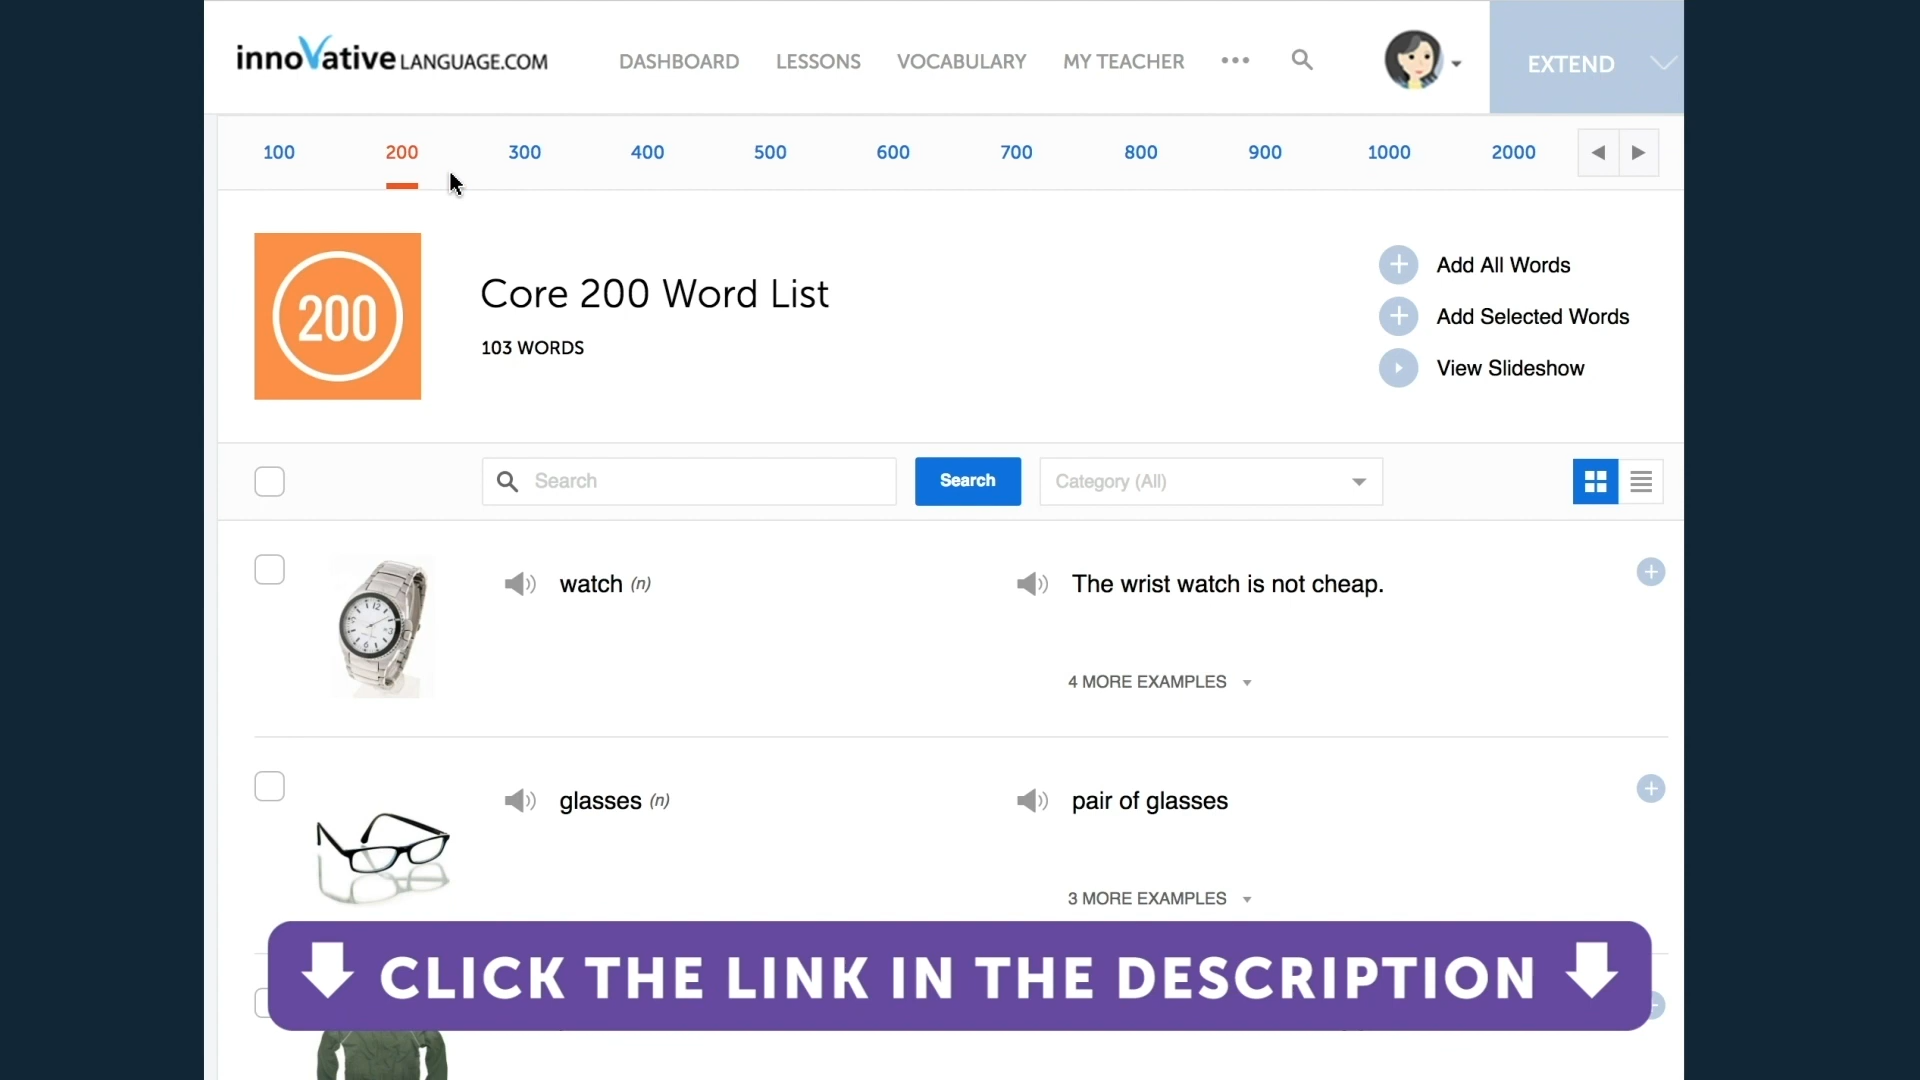 innoVative LANGUAGE.COM
DASHBOARD LESSONS VOCABULARY MY TEACHER ••• EXTEND
100 200 300 400 500 600 700 800 900 1000 2000
200
Core 200 Word List
103 WORDS
Add All Words
Add Selected Words
View Slideshow
Search Search Category (All)
watch (n) The wrist watch is not cheap.
4 MORE EXAMPLES
glasses (n) pair of glasses
3 MORE EXAMPLES
CLICK THE LINK IN THE DESCRIPTION